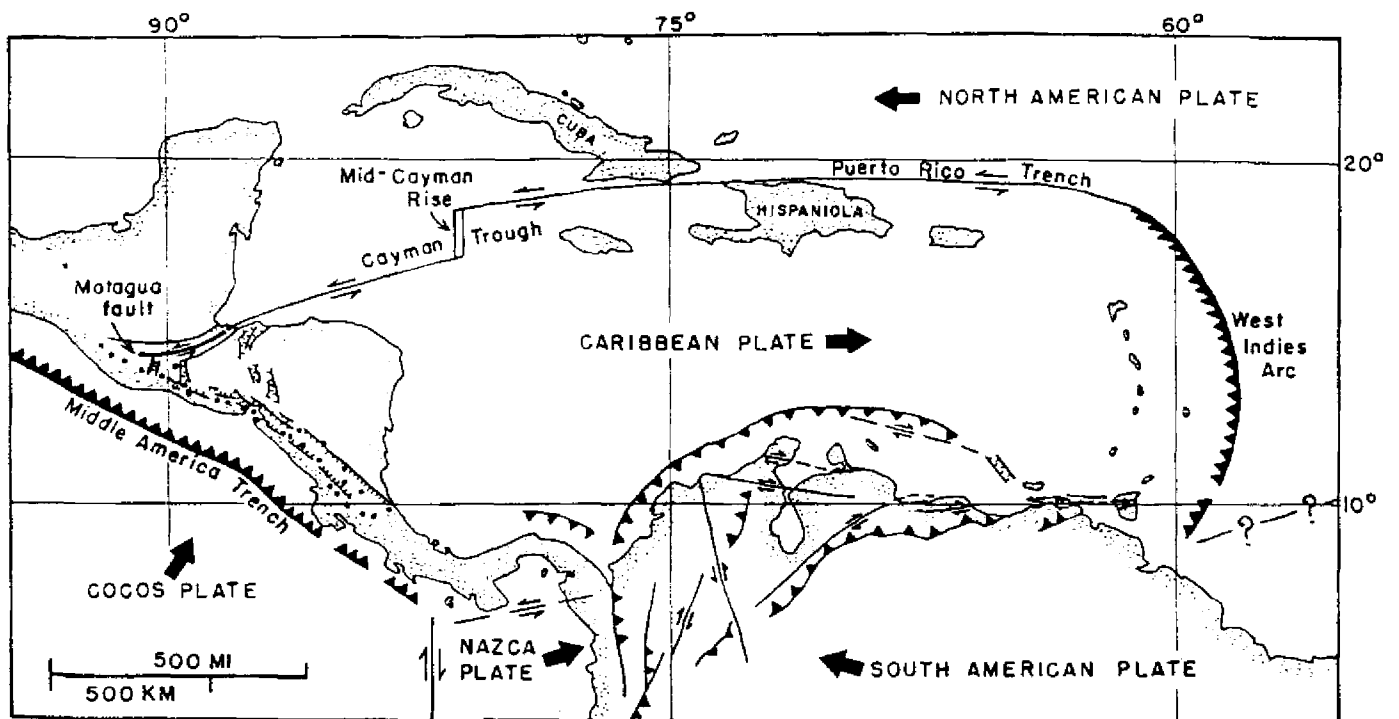 90°
75°
60°
NORTH AMERICAN PLATE
CUBA
20°
Mid-Cayman
Rise
Puerto Rico Trench
HISPANIOLA
Cayman Trough
Motagua
fault
CARIBBEAN PLATE
West
Indies
Arc
Middle America Trench
10°
?
?
COCOS PLATE
NAZCA
PLATE
SOUTH AMERICAN PLATE
500 MI
500 KM